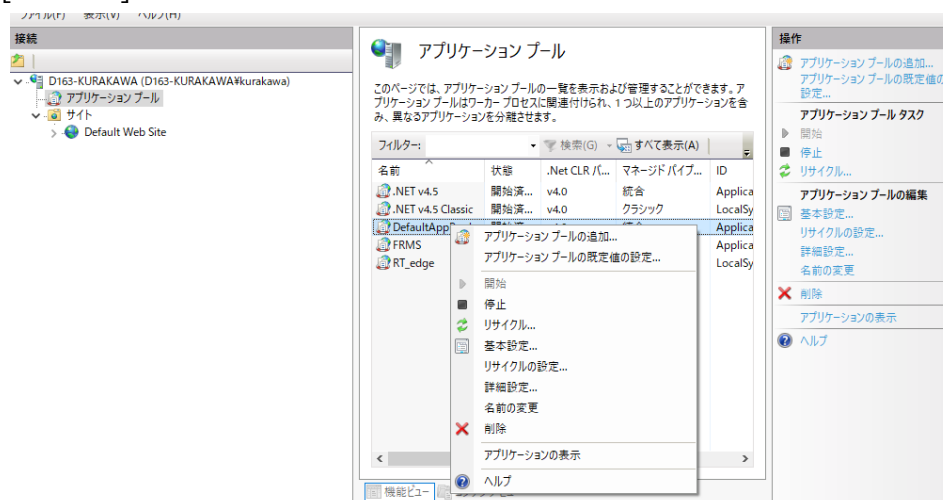 ファイル(F) 表示(V) ヘルプ(H)
接続
D163-KURAKAWA (D163-KURAKAWA¥kurakawa)
アプリケーション プール
サイト
Default Web Site
アプリケーション プール
このページでは、アプリケーション プールの一覧を表示および管理することができます。ア
プリケーション プールはワーカー プロセスに関連付けられ、1 つ以上のアプリケーションを含
み、異なるアプリケーションを分離させます。
フィルター: 検索(G) すべて表示(A)
名前 状態 .Net CLR バ... マネージド パイプ... ID
.NET v4.5 開始済... v4.0 統合 Applica
.NET v4.5 Classic 開始済... v4.0 クラシック LocalSy
DefaultApp Applica
FRMS Applica
RT_edge LocalSy
アプリケーション プールの追加...
アプリケーション プールの既定値の設定...
開始
停止
リサイクル...
基本設定...
リサイクルの設定...
詳細設定...
名前の変更
削除
アプリケーションの表示
ヘルプ
機能ビュー
操作
アプリケーション プールの追加...
アプリケーション プールの既定値の
設定...
アプリケーション プール タスク
開始
停止
リサイクル...
アプリケーション プールの編集
基本設定...
リサイクルの設定...
詳細設定...
名前の変更
削除
アプリケーションの表示
ヘルプ